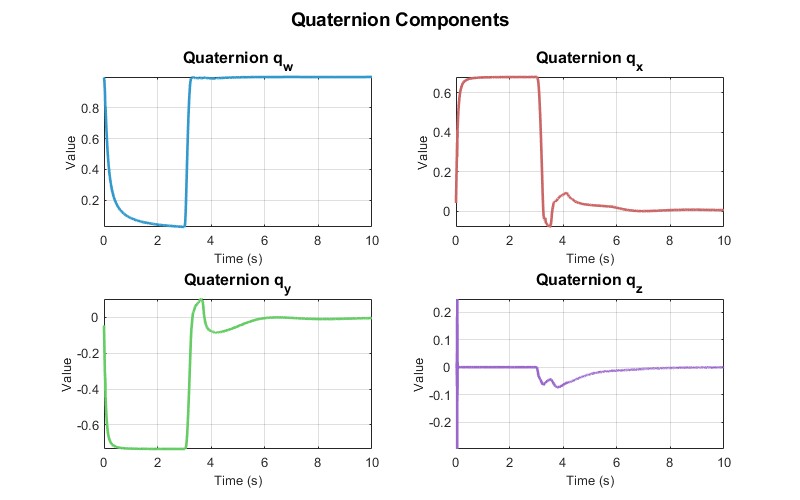 Quaternion Components
Quaternion q_w
Quaternion q_x
Value
0.8
0.6
0.4
0.2
0 2 4 6 8 10
Time (s)
Value
0.6
0.4
0.2
0
0 2 4 6 8 10
Time (s)
Quaternion q_y
Quaternion q_z
Value
0
-0.2
-0.4
-0.6
0 2 4 6 8 10
Time (s)
Value
0.2
0.1
0
-0.1
-0.2
0 2 4 6 8 10
Time (s)